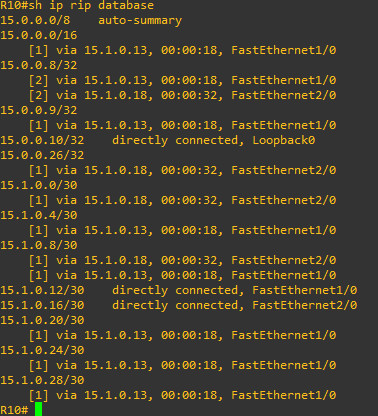 R10#sh ip rip database
15.0.0.0/8    auto-summary
15.0.0.0/16
    [1] via 15.1.0.13, 00:00:18, FastEthernet1/0
15.0.0.8/32
    [2] via 15.1.0.13, 00:00:18, FastEthernet1/0
    [2] via 15.1.0.18, 00:00:32, FastEthernet2/0
15.0.0.9/32
    [1] via 15.1.0.13, 00:00:18, FastEthernet1/0
15.0.0.10/32    directly connected, Loopback0
15.0.0.26/32
    [1] via 15.1.0.18, 00:00:32, FastEthernet2/0
15.1.0.0/30
    [1] via 15.1.0.18, 00:00:32, FastEthernet2/0
15.1.0.4/30
    [1] via 15.1.0.13, 00:00:18, FastEthernet1/0
15.1.0.8/30
    [1] via 15.1.0.18, 00:00:32, FastEthernet2/0
    [1] via 15.1.0.13, 00:00:18, FastEthernet1/0
15.1.0.12/30    directly connected, FastEthernet1/0
15.1.0.16/30    directly connected, FastEthernet2/0
15.1.0.20/30
    [1] via 15.1.0.13, 00:00:18, FastEthernet1/0
15.1.0.24/30
    [1] via 15.1.0.13, 00:00:18, FastEthernet1/0
15.1.0.28/30
    [1] via 15.1.0.13, 00:00:18, FastEthernet1/0
R10#